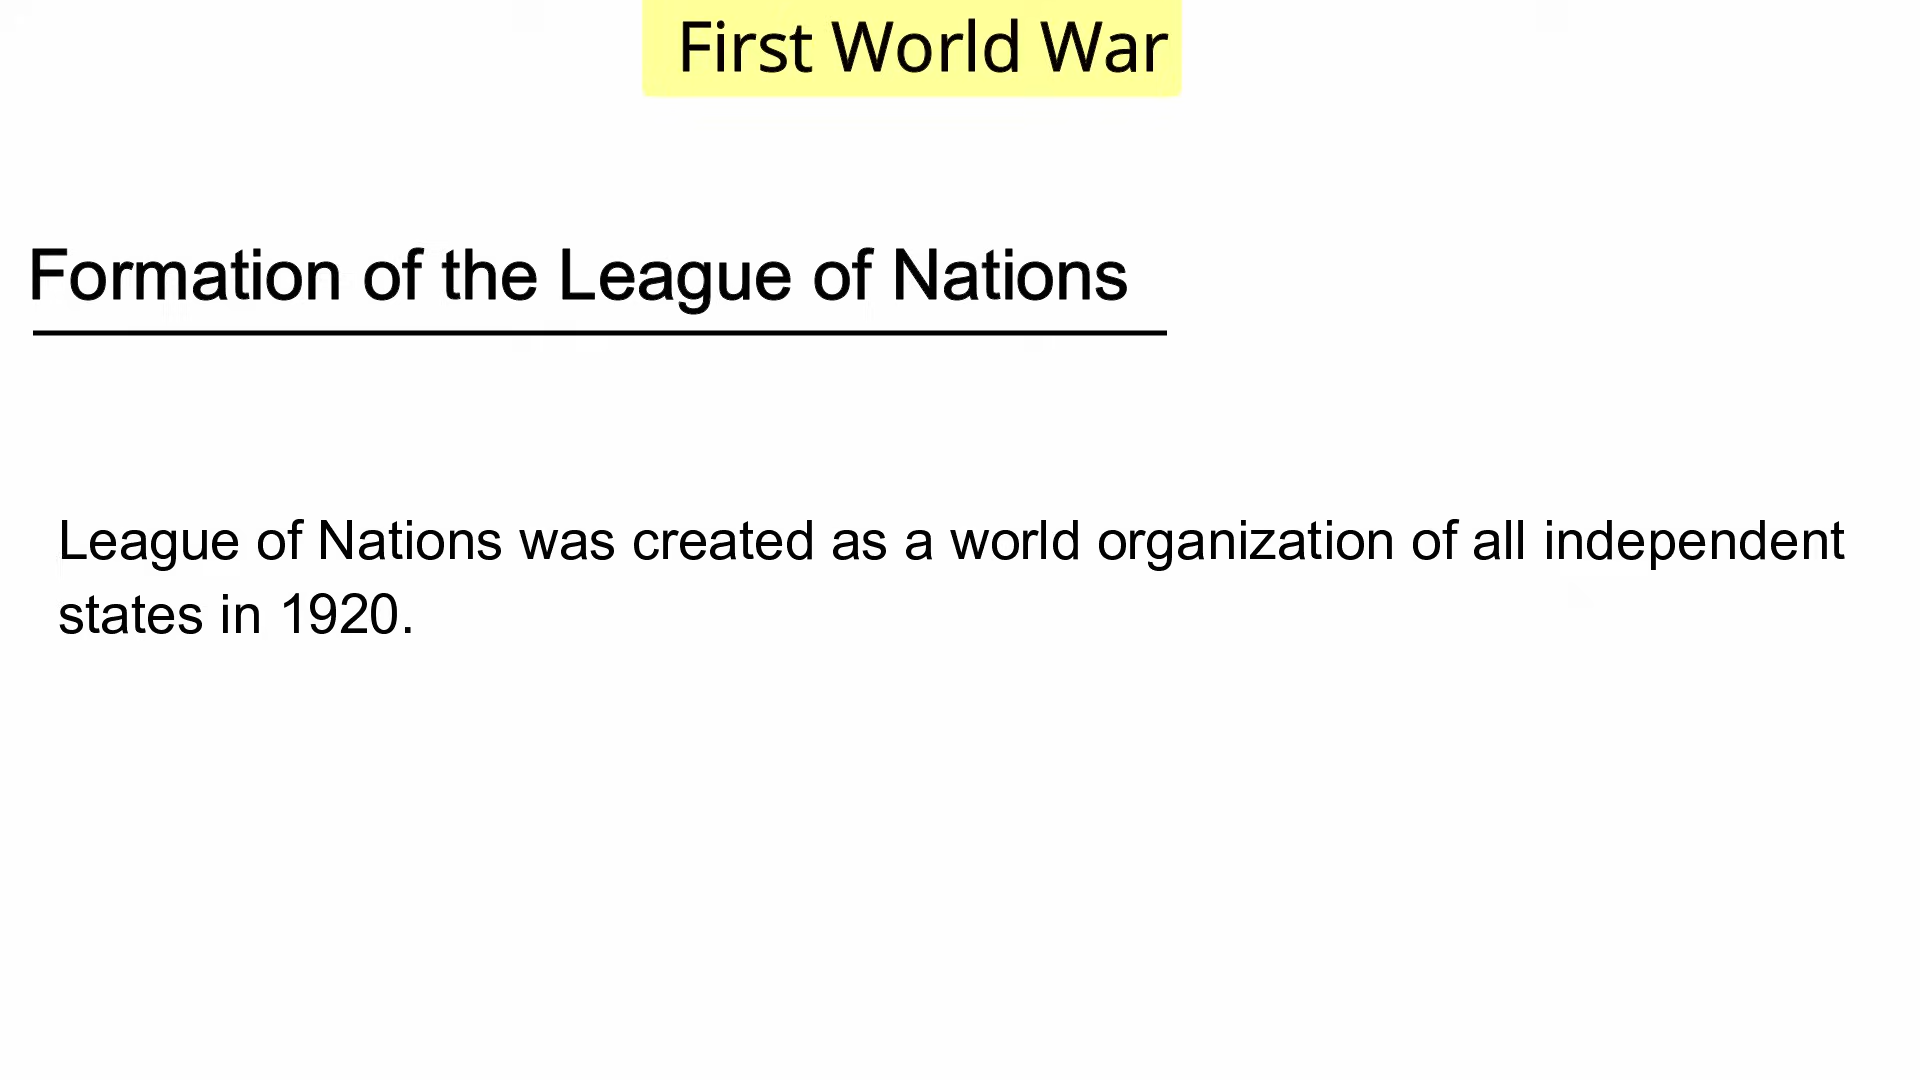 First World War
Formation of the League of Nations
League of Nations was created as a world organization of all independent
states in 1920.